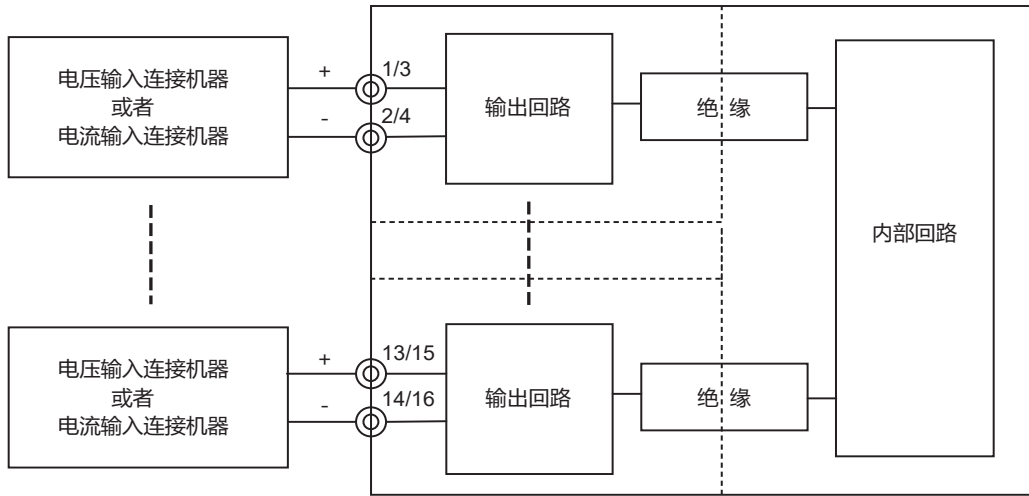 电压输入连接机器
或者
电流输入连接机器
+
-
1/3
2/4
输出回路
绝 缘
内部回路
电压输入连接机器
或者
电流输入连接机器
+
-
13/15
14/16
输出回路
绝 缘